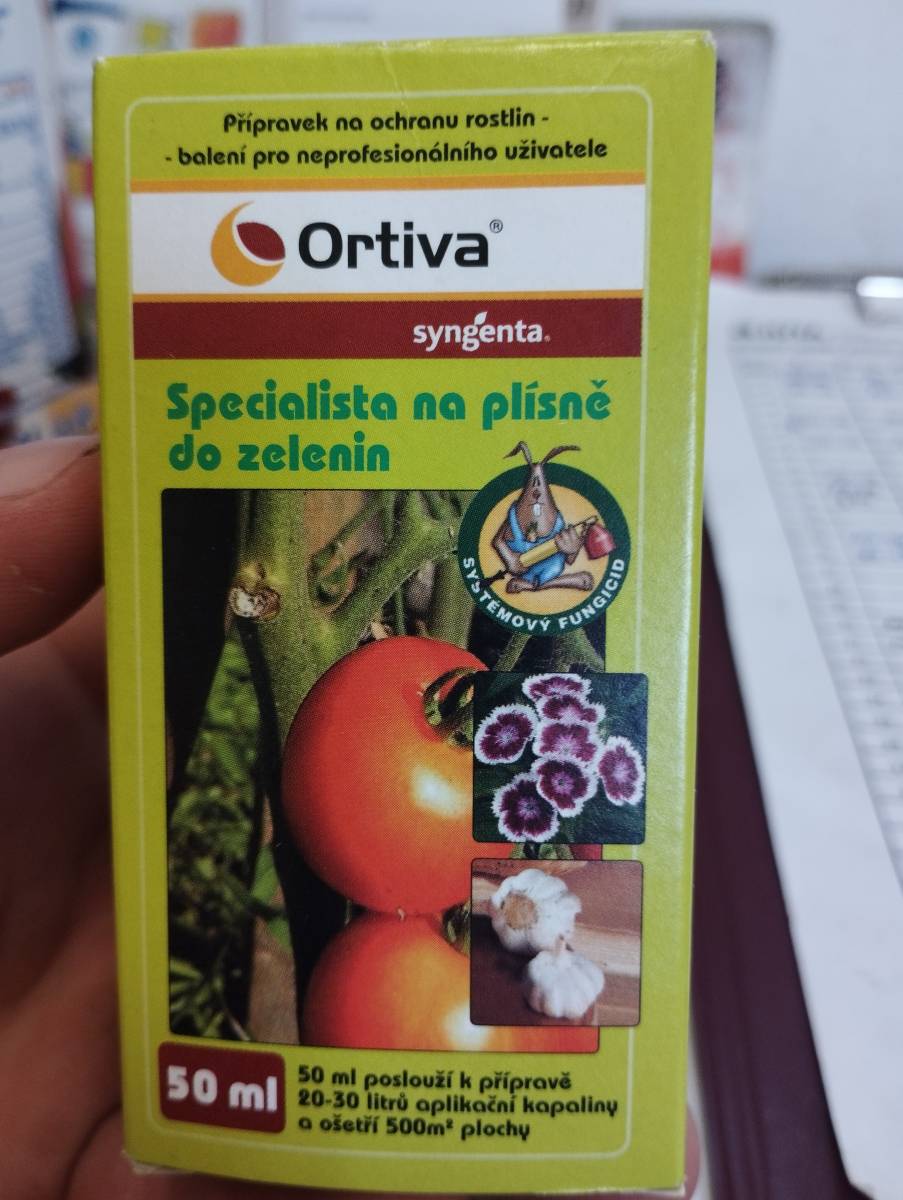 Přípravek na ochranu rostlin -
- balení pro neprofesionálního uživatele
Ortiva®
syngenta®
Specialista na plísně
do zelenin
SYSTÉMOVÝ FUNGICID
50 ml
50 ml poslouží k přípravě
20-30 litrů aplikační kapaliny
a ošetří 500m² plochy